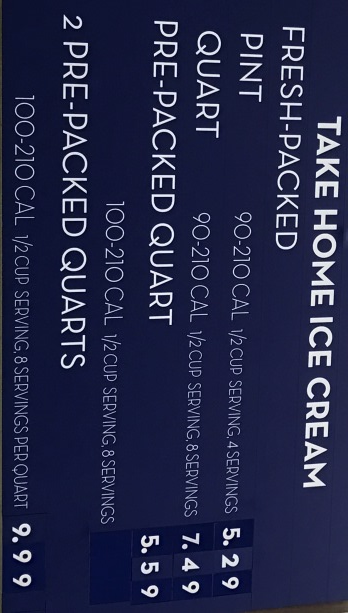 TAKE HOME ICE CREAM
FRESH-PACKED
PINT 90-210 CAL 1/2 CUP SERVING, 4 SERVINGS 5.29
QUART 90-210 CAL 1/2 CUP SERVING, 8 SERVINGS 7.49
PRE-PACKED QUART 5.59
100-210 CAL 1/2 CUP SERVING, 8 SERVINGS
2 PRE-PACKED QUARTS
100-210 CAL 1/2 CUP SERVING, 8 SERVINGS PER QUART 9.99